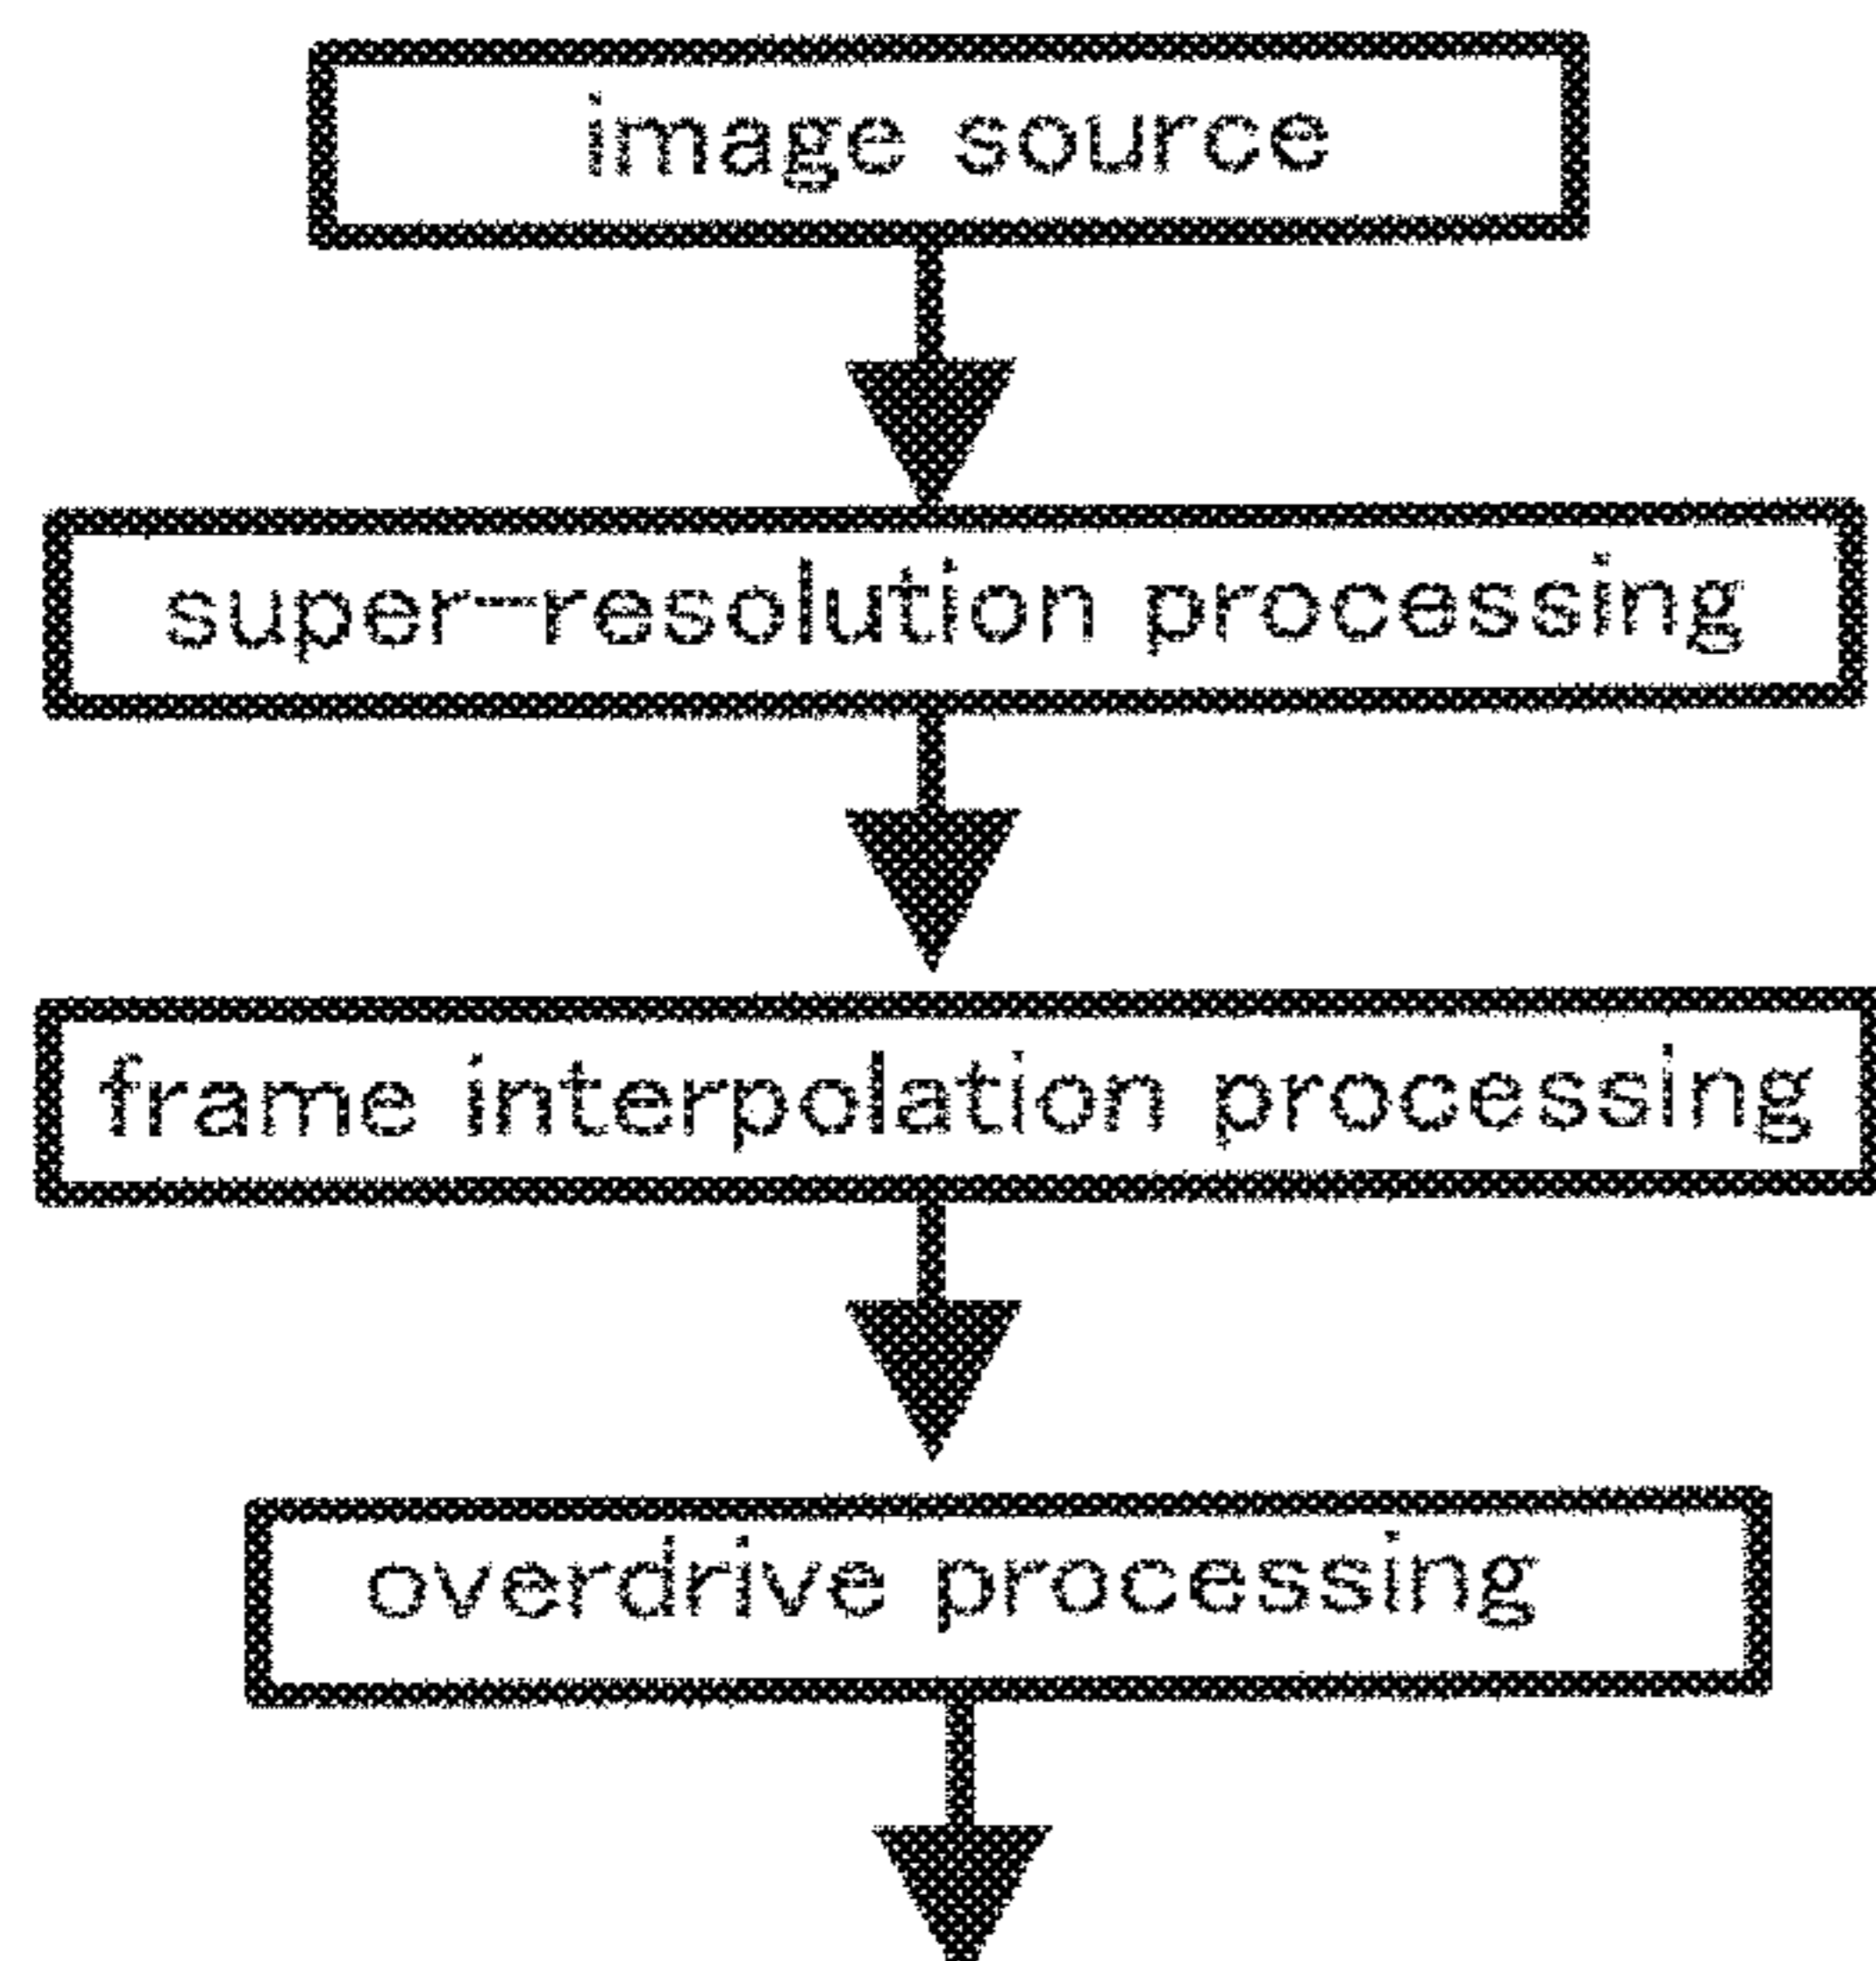 image source
super-resolution processing
frame interpolation processing
overdrive processing